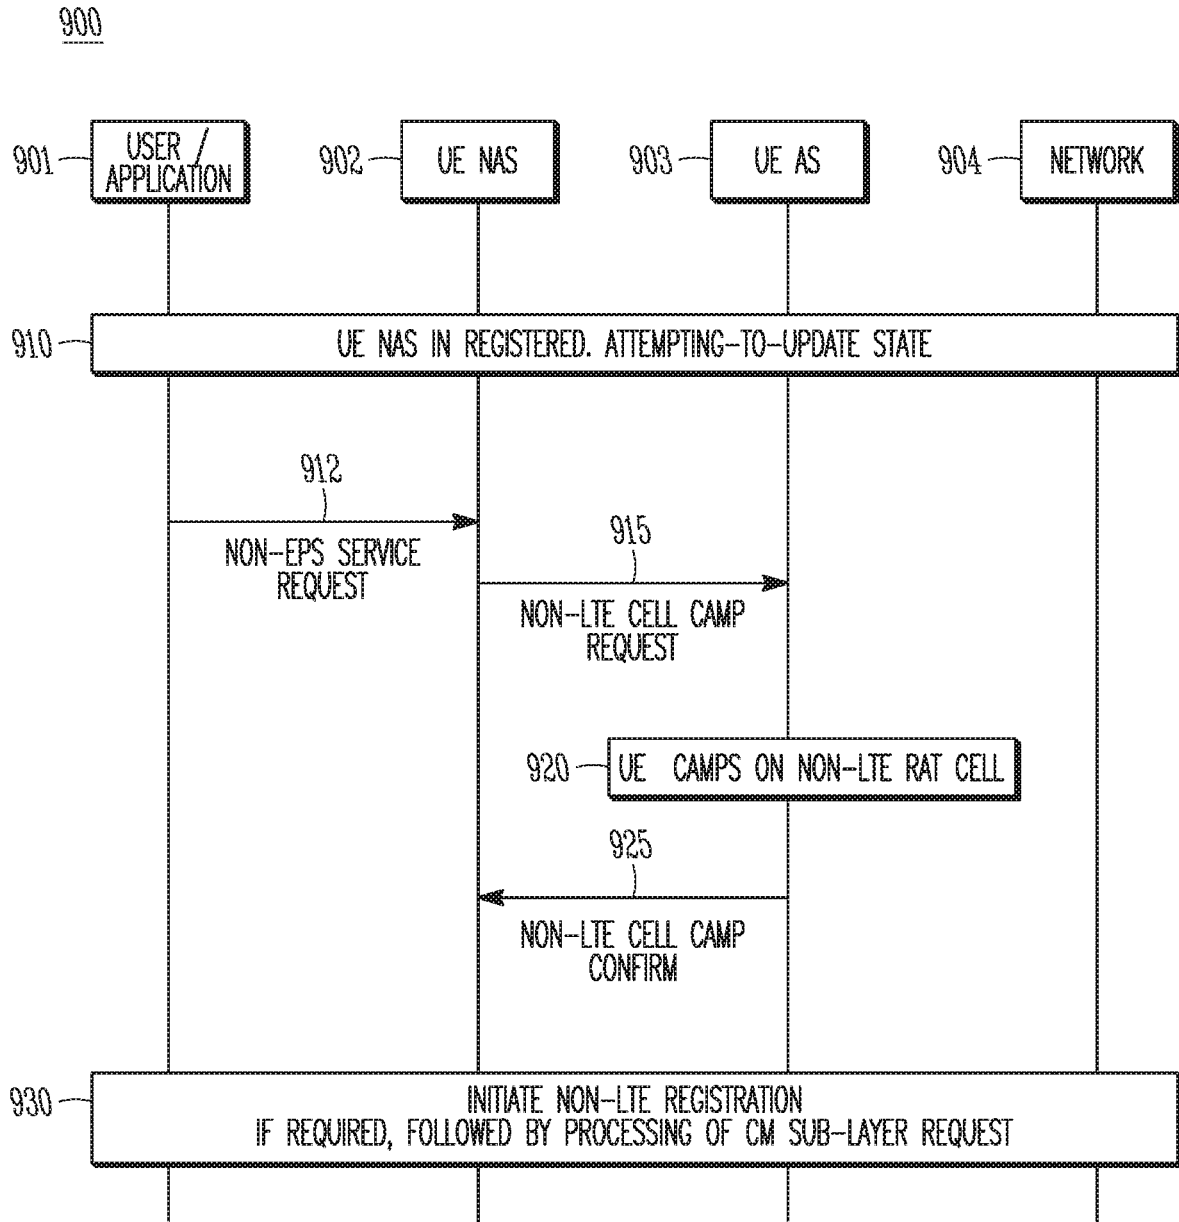 900
901
USER /
APPLICATION
902
UE NAS
903
UE AS
904
NETWORK
910
UE NAS IN REGISTERED. ATTEMPTING-TO-UPDATE STATE
912
NON-EPS SERVICE
REQUEST
915
NON-LTE CELL CAMP
REQUEST
920
UE CAMPS ON NON-LTE RAT CELL
925
NON-LTE CELL CAMP
CONFIRM
930
INITIATE NON-LTE REGISTRATION
IF REQUIRED, FOLLOWED BY PROCESSING OF CM SUB-LAYER REQUEST